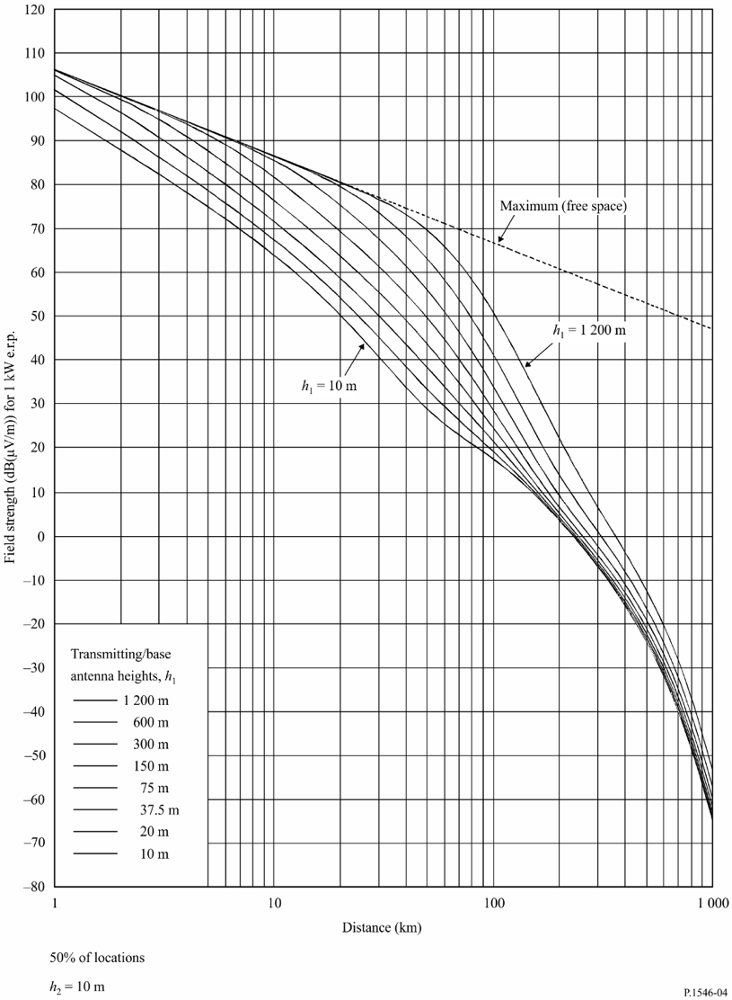 120
110
100
90
80
70
60
50
40
30
20
10
0
–10
–20
–30
–40
–50
–60
–70
–80
Field strength (dB(µV/m)) for 1 kW e.r.p.
Maximum (free space)
h1 = 1 200 m
h1 = 10 m
Transmitting/base
antenna heights, h1
1 200 m
600 m
300 m
150 m
75 m
37.5 m
20 m
10 m
1
10
100
1 000
Distance (km)
50% of locations
h2 = 10 m
P.1546-04